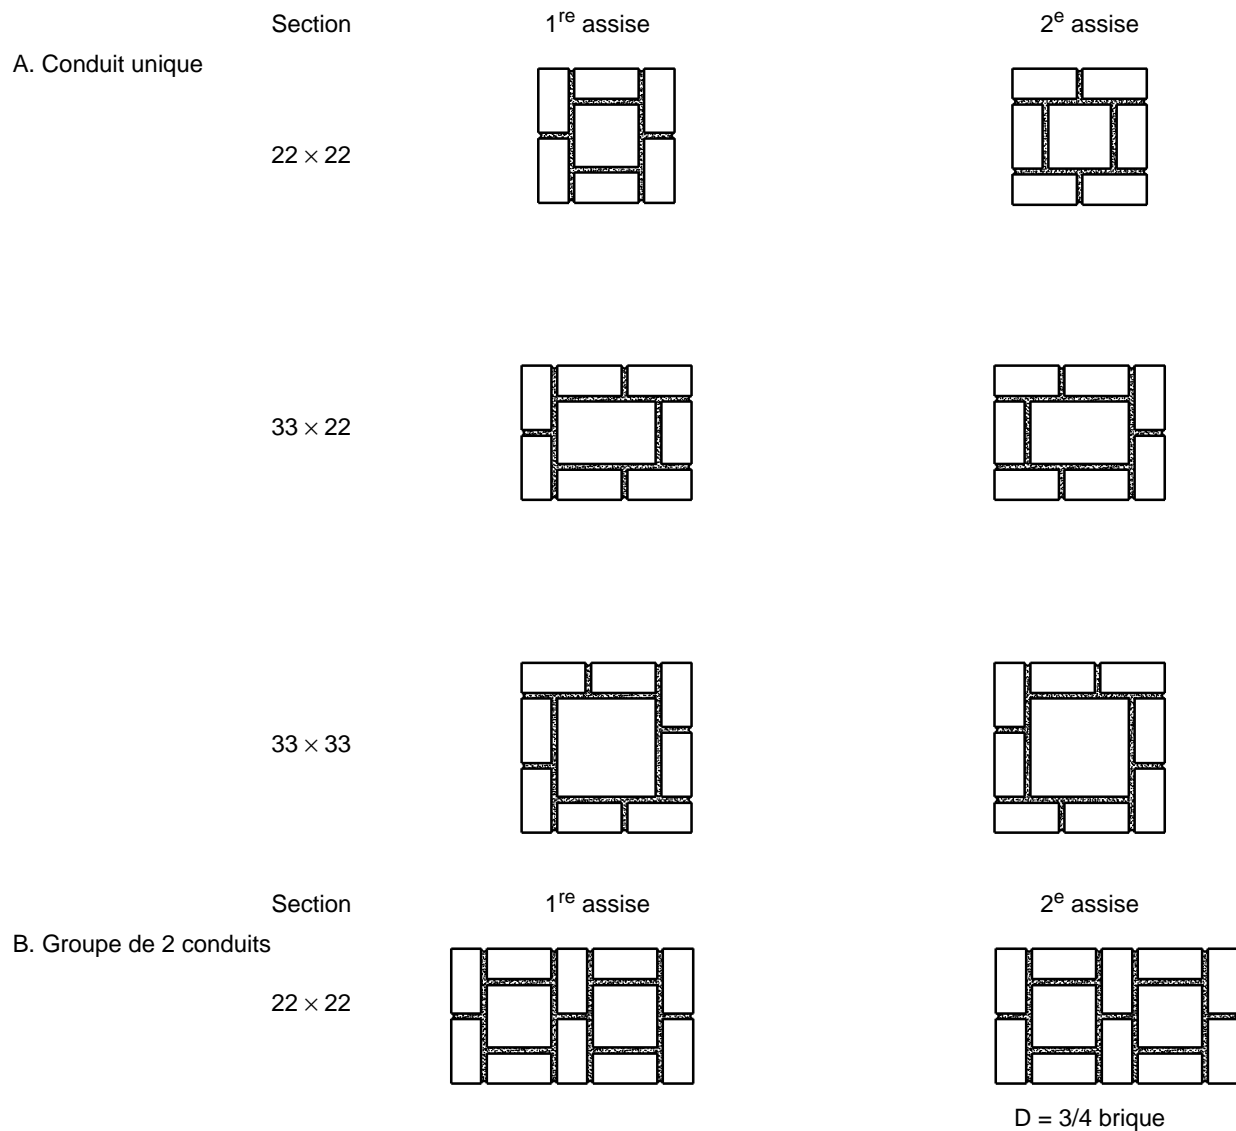 Section 1re assise 2e assise
A. Conduit unique
22 × 22
33 × 22
33 × 33
Section 1re assise 2e assise
B. Groupe de 2 conduits
22 × 22
D = 3/4 brique